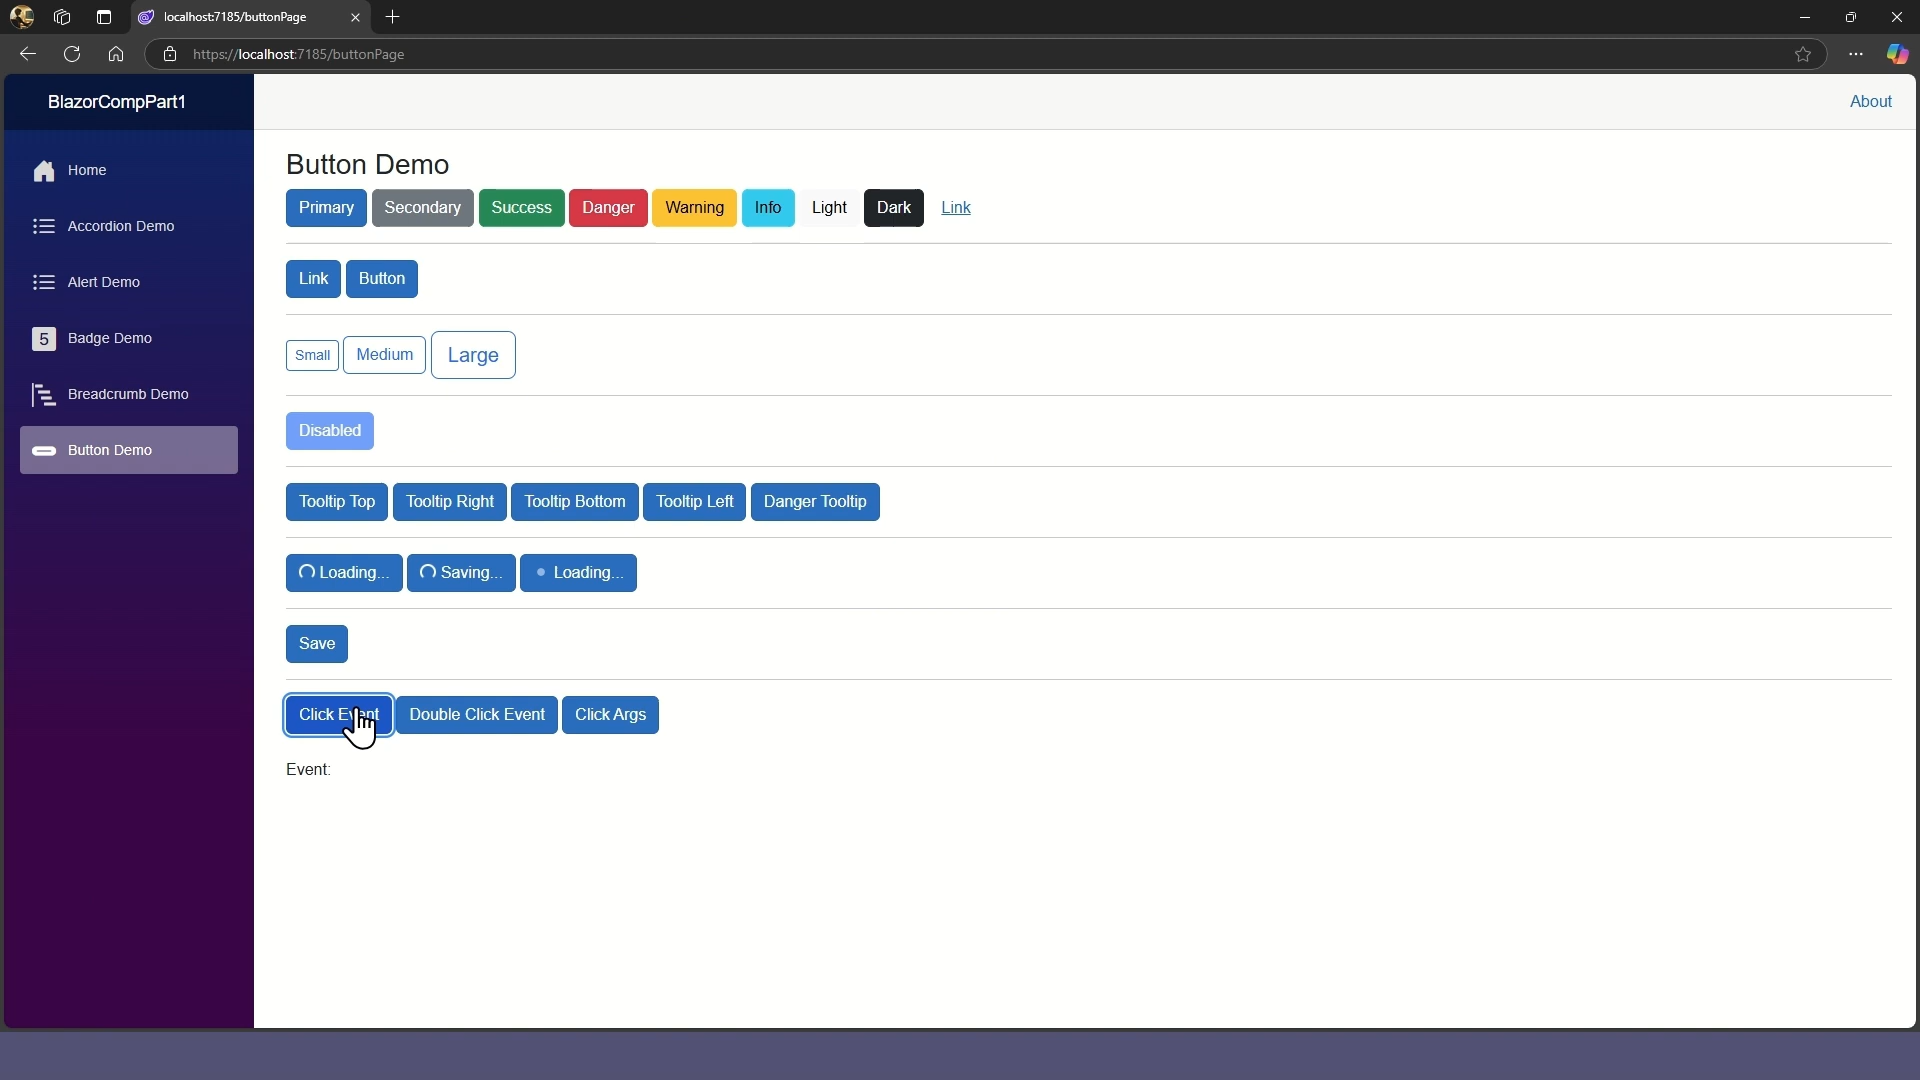 localhost:7185/buttonPage
https://localhost:7185/buttonPage
BlazorCompPart1
About
Home
Accordion Demo
Alert Demo
5 Badge Demo
Breadcrumb Demo
Button Demo
Button Demo
Primary Secondary Success Danger Warning Info Light Dark Link
Link Button
Small Medium Large
Disabled
Tooltip Top Tooltip Right Tooltip Bottom Tooltip Left Danger Tooltip
Loading... Saving... Loading...
Save
Click Event Double Click Event Click Args
Event: